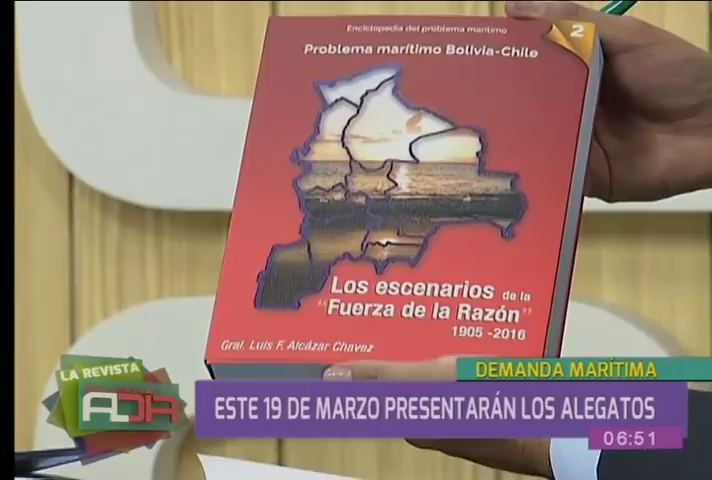 Enciclopedia del problema marítimo
2
Problema marítimo Bolivia-Chile
Los escenarios de la
"Fuerza de la Razón"
1905 - 2016
Gral. Luis F. Alcázar Chavez
LA REVISTA
DEMANDA MARÍTIMA
ESTE 19 DE MARZO PRESENTARÁN LOS ALEGATOS
06:51